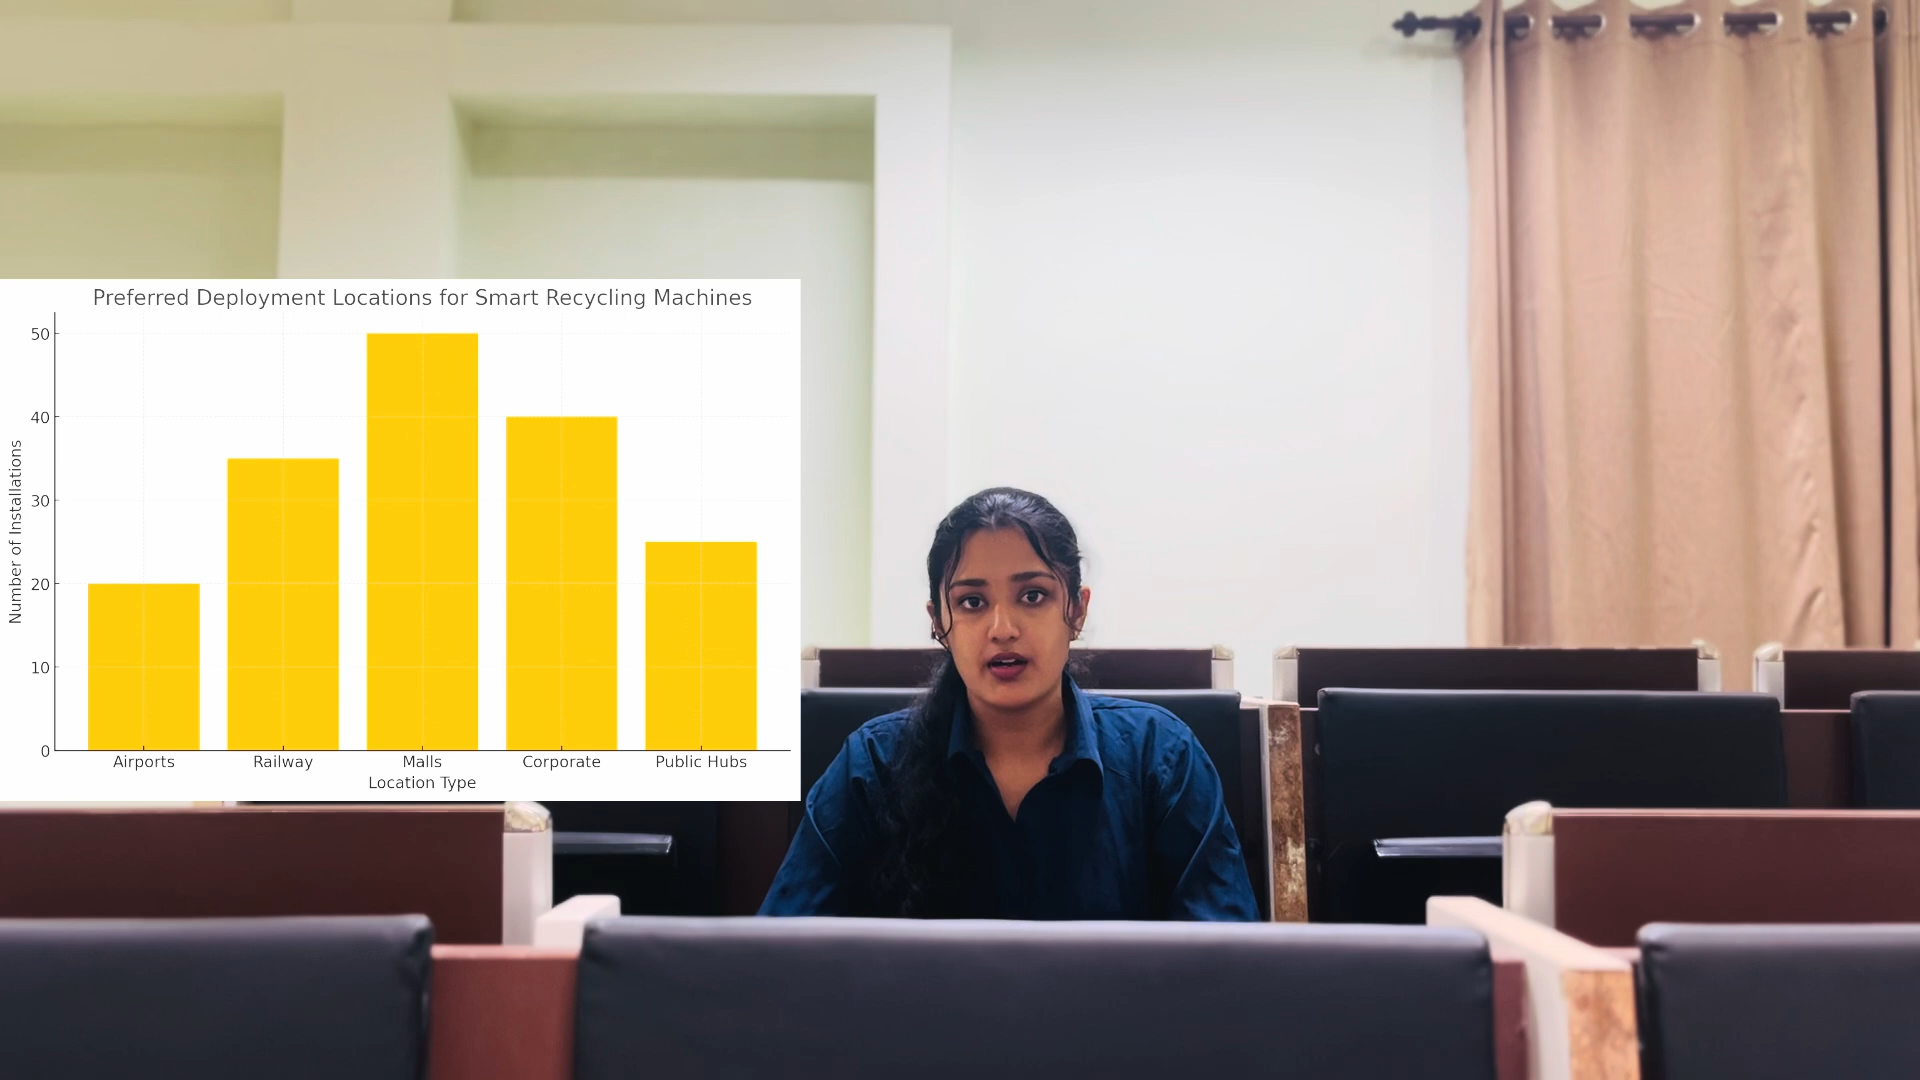 Preferred Deployment Locations for Smart Recycling Machines
50
40
30
20
10
0
Number of Installations
Airports Railway Malls Corporate Public Hubs
Location Type